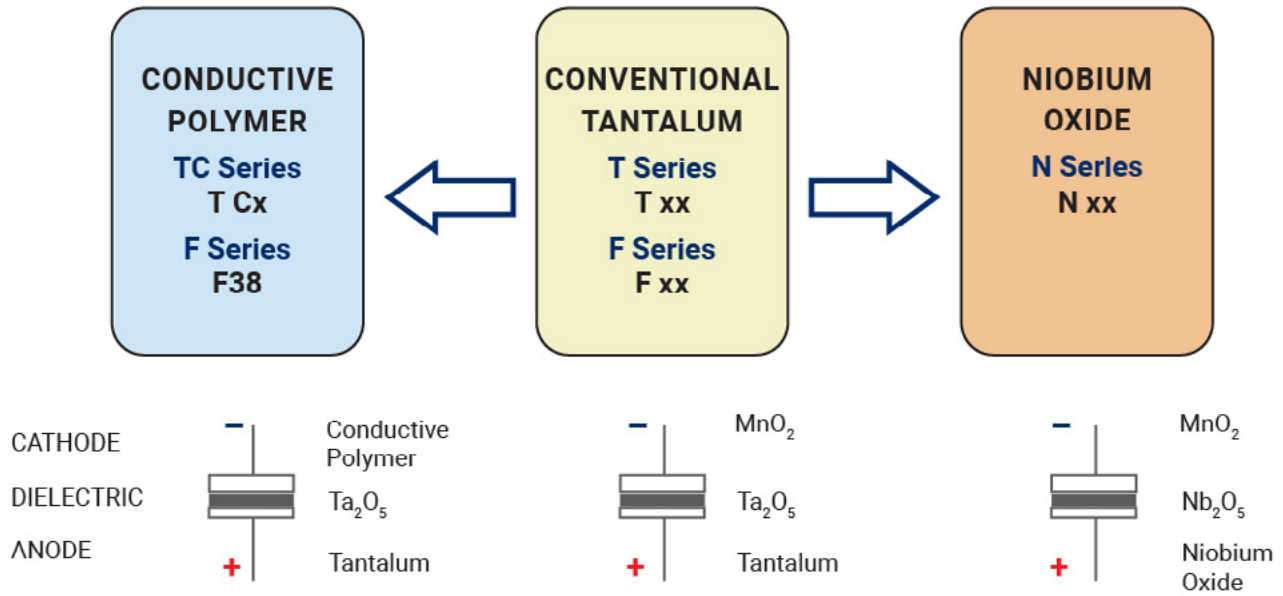 CONDUCTIVE
POLYMER
TC Series
T Cx
F Series
F38
CONVENTIONAL
TANTALUM
T Series
T xx
F Series
F xx
NIOBIUM
OXIDE
N Series
N xx
CATHODE
DIELECTRIC
ANODE
–
Conductive
Polymer
Ta₂O₅
+
Tantalum
–
MnO₂
Ta₂O₅
+
Tantalum
–
MnO₂
Nb₂O₅
+
Niobium
Oxide